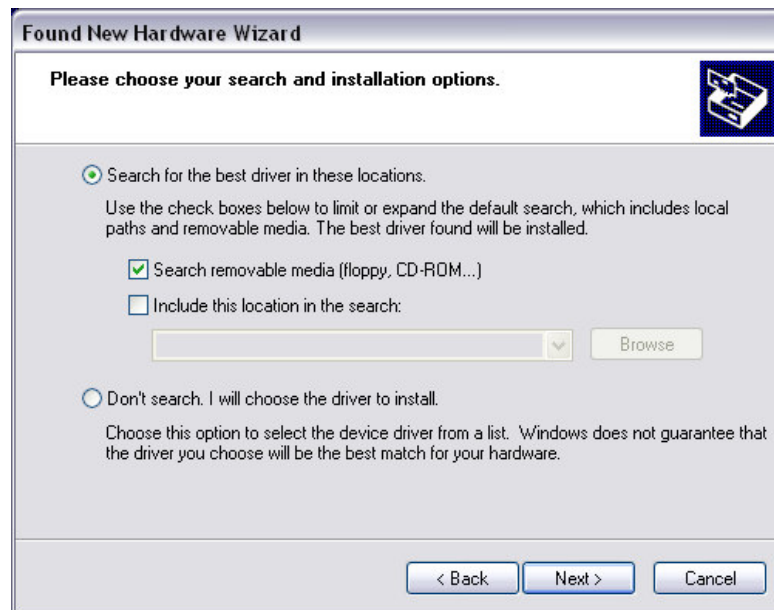 Found New Hardware Wizard
Please choose your search and installation options.
Search for the best driver in these locations.
Use the check boxes below to limit or expand the default search, which includes local
paths and removable media. The best driver found will be installed.
Search removable media (floppy, CD-ROM...)
Include this location in the search:
Browse
Don't search. I will choose the driver to install.
Choose this option to select the device driver from a list. Windows does not guarantee that
the driver you choose will be the best match for your hardware.
< Back Next > Cancel